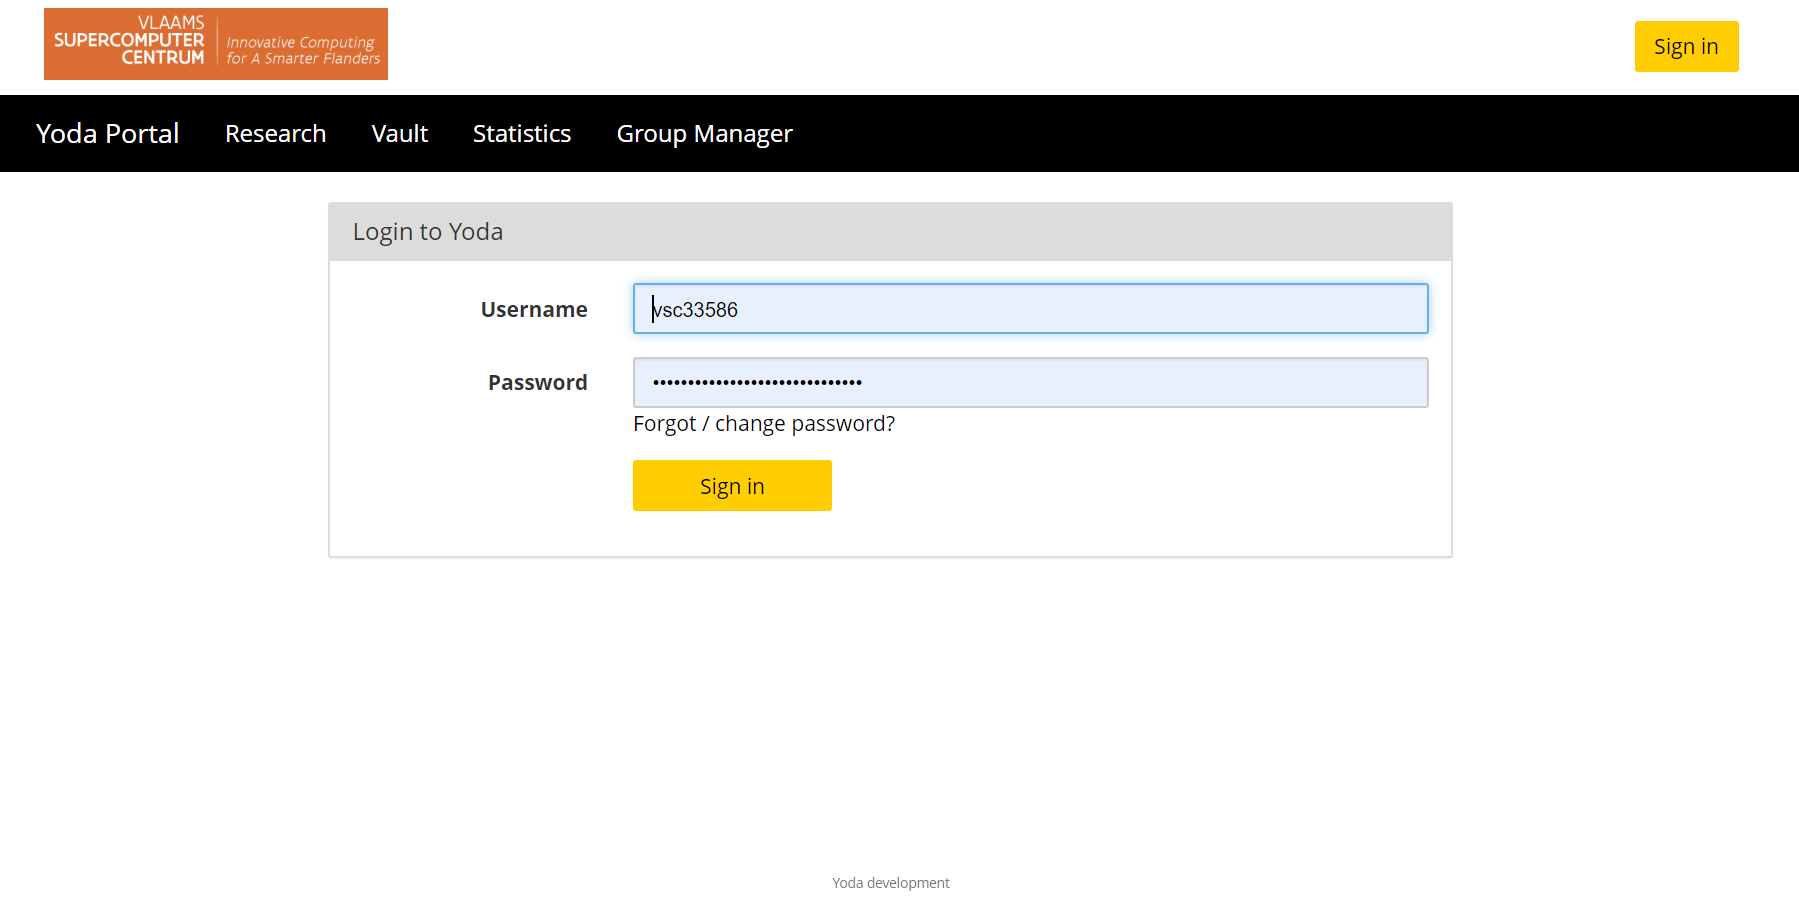 VLAAMS
SUPERCOMPUTER
CENTRUM
Innovative Computing
for A Smarter Flanders
Sign in
Yoda Portal Research Vault Statistics Group Manager
Login to Yoda
Username vsc33586
Password ••••••••••••••••••••••••••••••
Forgot / change password?
Sign in
Yoda development